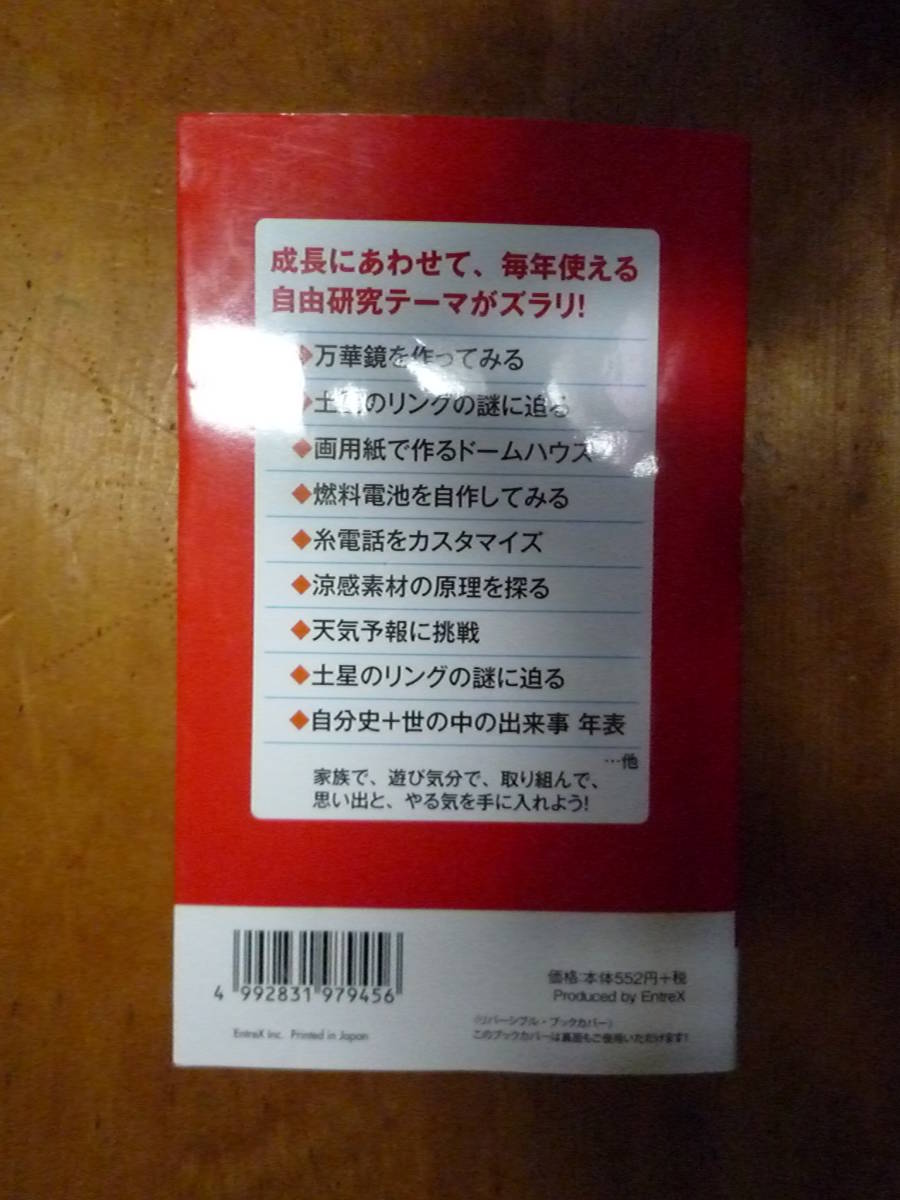 成長にあわせて、毎年使える
自由研究テーマがズラリ!
◆万華鏡を作ってみる
◆土星のリングの謎に迫る
◆画用紙で作るドームハウス
◆燃料電池を自作してみる
◆糸電話をカスタマイズ
◆涼感素材の原理を探る
◆天気予報に挑戦
◆土星のリングの謎に迫る
◆自分史+世の中の出来事 年表
…他
家族で、遊び気分で、取り組んで、
思い出と、やる気を手に入れよう!
4 992831 979456
EntreX Inc. Printed in Japan
価格:本体552円+税
Produced by EntreX
〈リバーシブル・ブックカバー〉
このブックカバーは裏面もご使用いただけます!